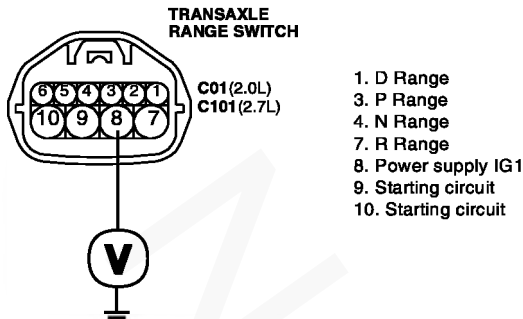 TRANSAXLE
RANGE SWITCH
C01(2.0L)
C101(2.7L)
6 5 4 3 2 1
10 9 8 7
V
1. D Range
3. P Range
4. N Range
7. R Range
8. Power supply IG1
9. Starting circuit
10. Starting circuit